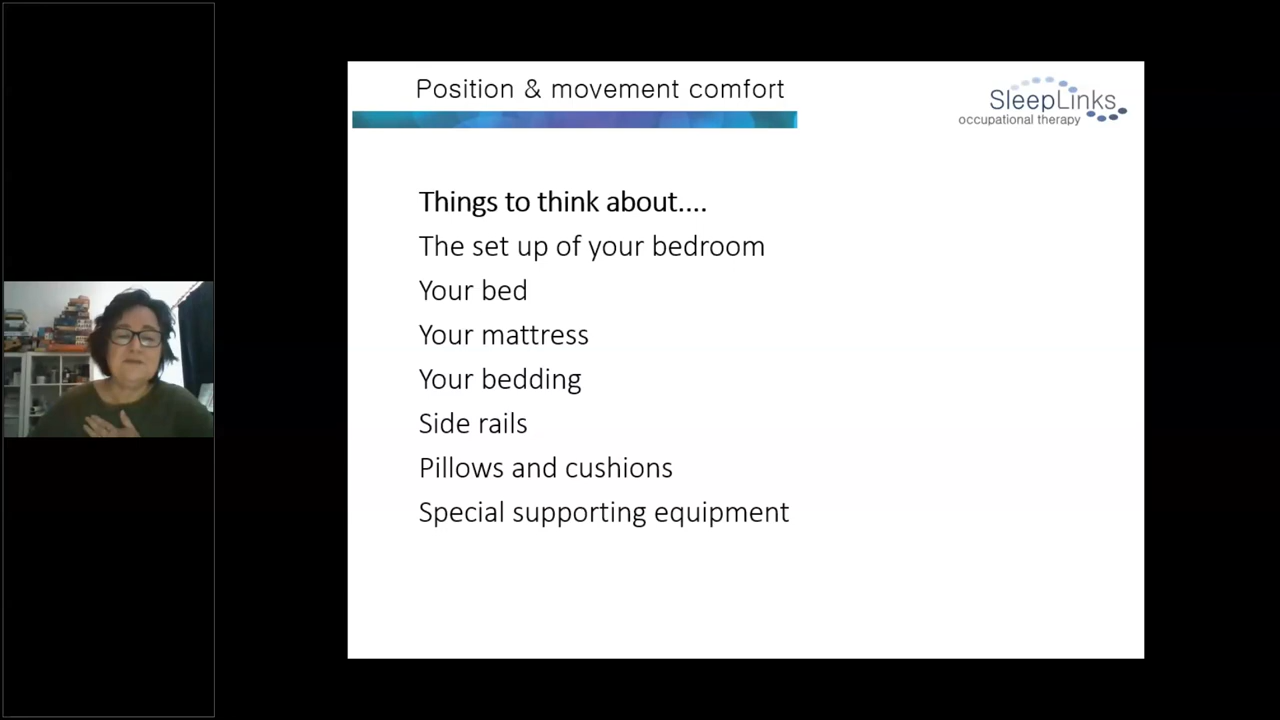 Position & movement comfort
SleepLinks
occupational therapy
Things to think about....
The set up of your bedroom
Your bed
Your mattress
Your bedding
Side rails
Pillows and cushions
Special supporting equipment